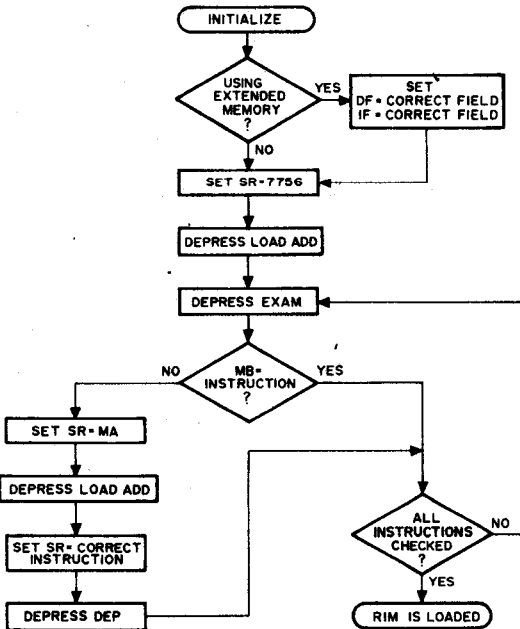 INITIALIZE
USING
EXTENDED
MEMORY
?
YES
SET
DF = CORRECT FIELD
IF = CORRECT FIELD
NO
SET SR=7756
DEPRESS LOAD ADD
DEPRESS EXAM
NO
MB=
INSTRUCTION
?
YES
SET SR=MA
DEPRESS LOAD ADD
SET SR=CORRECT
INSTRUCTION
DEPRESS DEP
ALL
INSTRUCTIONS
CHECKED
?
NO
YES
RIM IS LOADED